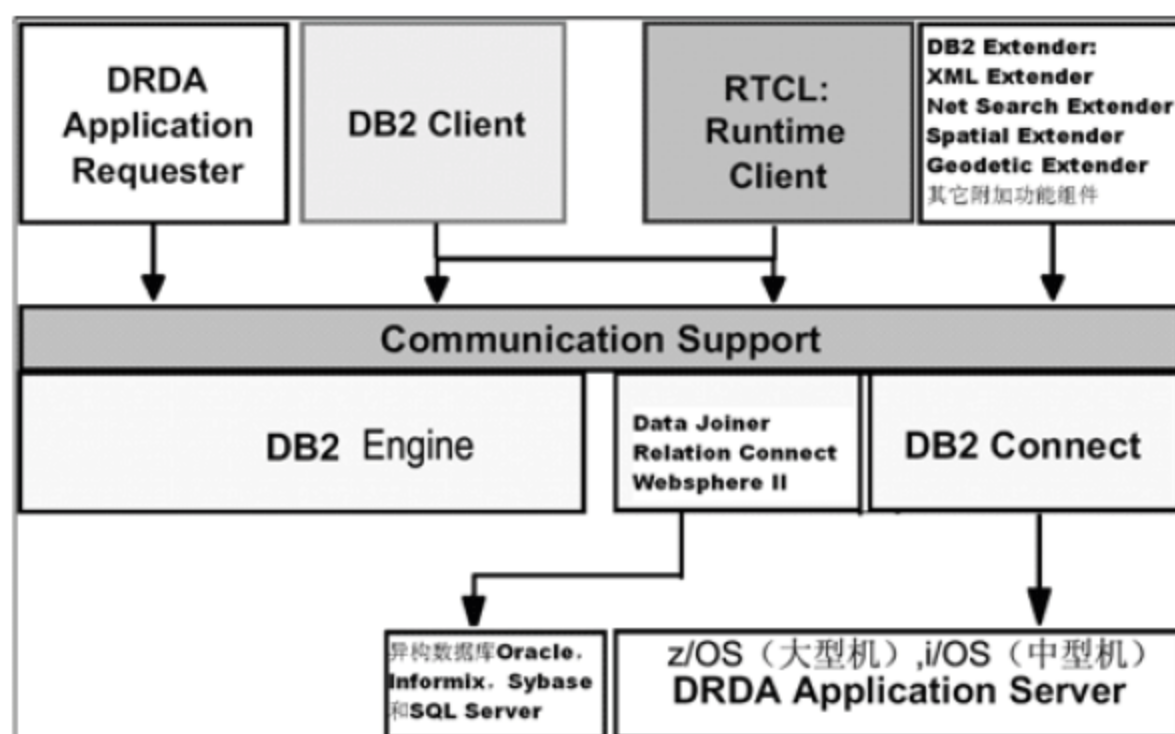 DRDA
Application
Requester
DB2 Client
RTCL:
Runtime
Client
DB2 Extender:
XML Extender
Net Search Extender
Spatial Extender
Geodetic Extender
其它附加功能组件
Communication Support
DB2 Engine
Data Joiner
Relation Connect
Websphere II
DB2 Connect
异构数据库Oracle，
Informix，Sybase
和SQL Server
z/OS（大型机）,i/OS（中型机）
DRDA Application Server